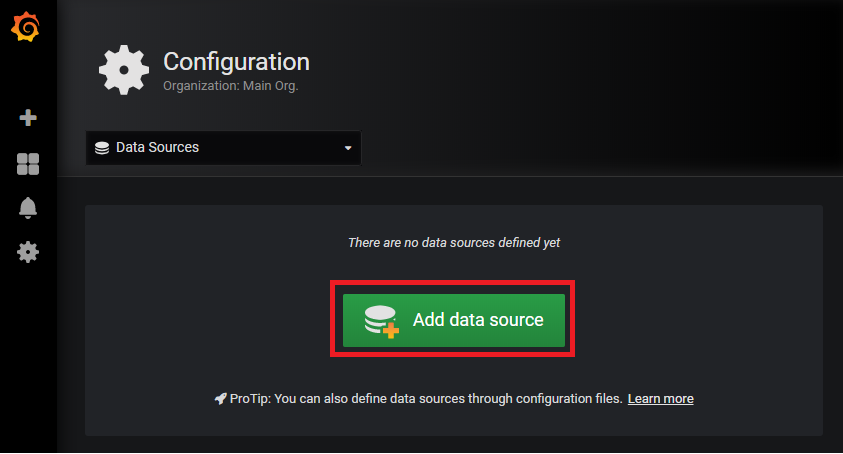 Configuration
Organization: Main Org.
Data Sources
There are no data sources defined yet
Add data source
ProTip: You can also define data sources through configuration files. Learn more